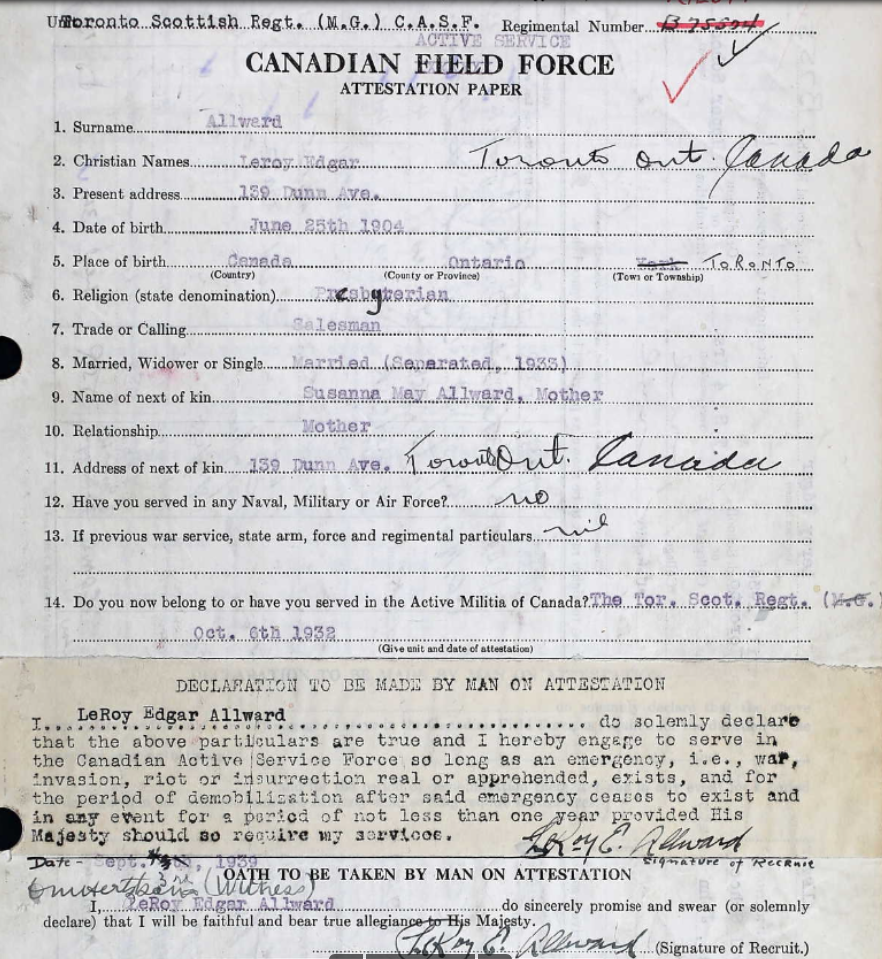 Toronto Scottish Regt. (M.G.) C.A.S.F. Regimental Number B 75594
ACTIVE SERVICE
CANADIAN FIELD FORCE
ATTESTATION PAPER
1. Surname Allward
2. Christian Names Leroy Edgar Toronto Ont. Canada
3. Present address 139 Dunn Ave.
4. Date of birth June 25th 1904
5. Place of birth Canada Ontario York TORONTO
(Country) (County or Province) (Town or Township)
6. Religion (state denomination) Presbyterian
7. Trade or Calling Salesman
8. Married, Widower or Single Married (Separated, 1933)
9. Name of next of kin Susanna May Allward, Mother
10. Relationship Mother
11. Address of next of kin 139 Dunn Ave. Toronto Ont. Canada
12. Have you served in any Naval, Military or Air Force? no
13. If previous war service, state arm, force and regimental particulars nil
14. Do you now belong to or have you served in the Active Militia of Canada? The Tor. Scot. Regt. (M.G.)
Oct. 6th 1932
(Give unit and date of attestation)
DECLARATION TO BE MADE BY MAN ON ATTESTATION
I, LeRoy Edgar Allward do solemly declare
that the above particulars are true and I hereby engage to serve in
the Canadian Active Service Force so long as an emergency, i.e., war,
invasion, riot or insurrection real or apprehended, exists, and for
the period of demobilization after said emergency ceases to exist and
in any event for a period of not less than one year provided His
Majesty should so require my services.
LeRoy E. Allward
Signature of Recruit
Date - Sept. 1939
OATH TO BE TAKEN BY MAN ON ATTESTATION
(Witness)
I, LeRoy Edgar Allward do sincerely promise and swear (or solemnly
declare) that I will be faithful and bear true allegiance to His Majesty.
LeRoy E. Allward (Signature of Recruit.)